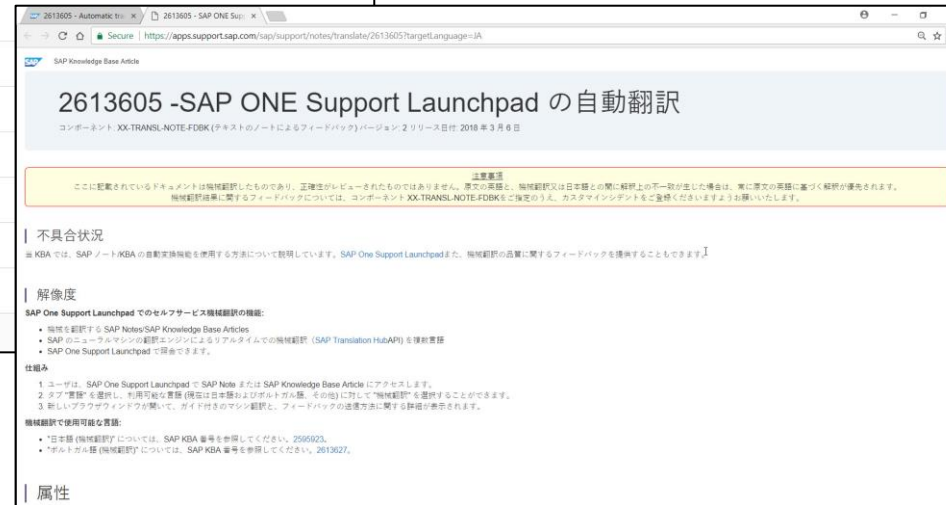 2613605 - Automatic tra
2613605 - SAP ONE Supp
Secure | https://apps.support.sap.com/sap/support/notes/translate/2613605?targetLanguage=JA
SAP SAP Knowledge Base Article
2613605 -SAP ONE Support Launchpad の自動翻訳
コンポーネント: XX-TRANSL-NOTE-FDBK (テキストのノートによるフィードバック) バージョン: 2 リリース日付: 2018 年 3 月 6 日
注意事項
ここに記載されているドキュメントは機械翻訳したものであり、正確性がレビューされたものではありません。原文の英語と、機械翻訳又は日本語との間に解釈上の不一致が生じた場合は、常に原文の英語に基づく解釈が優先されます。
機械翻訳結果に関するフィードバックについては、コンポーネント XX-TRANSL-NOTE-FDBKをご指定のうえ、カスタマインシデントをご登録くださいますようお願いいたします。
不具合状況
KBA では、SAP ノート/KBA の自動変換機能を使用する方法について説明しています。SAP One Support Launchpadまた、機械翻訳の品質に関するフィードバックを提供することもできます。
解像度
SAP One Support Launchpad でのセルフサービス機械翻訳の機能:
• 機械を翻訳する SAP Notes/SAP Knowledge Base Articles
• SAP のニューラルマシンの翻訳エンジンによるリアルタイムでの機械翻訳 (SAP Translation HubAPI) を複数言語
• SAP One Support Launchpad で照会できます。
仕組み
1. ユーザは、SAP One Support Launchpad で SAP Note または SAP Knowledge Base Article にアクセスします。
2. タブ "言語" を選択し、利用可能な言語 (現在は日本語およびポルトガル語、その他) に対して "機械翻訳" を選択することができます。
3. 新しいブラウザウィンドウが開いて、ガイド付きのマシン翻訳と、フィードバックの送信方法に関する詳細が表示されます。
機械翻訳で使用可能な言語:
• "日本語 (機械翻訳)" については、SAP KBA 番号を参照してください。2595923。
• "ポルトガル語 (機械翻訳)" については、SAP KBA 番号を参照してください。2613627。
属性